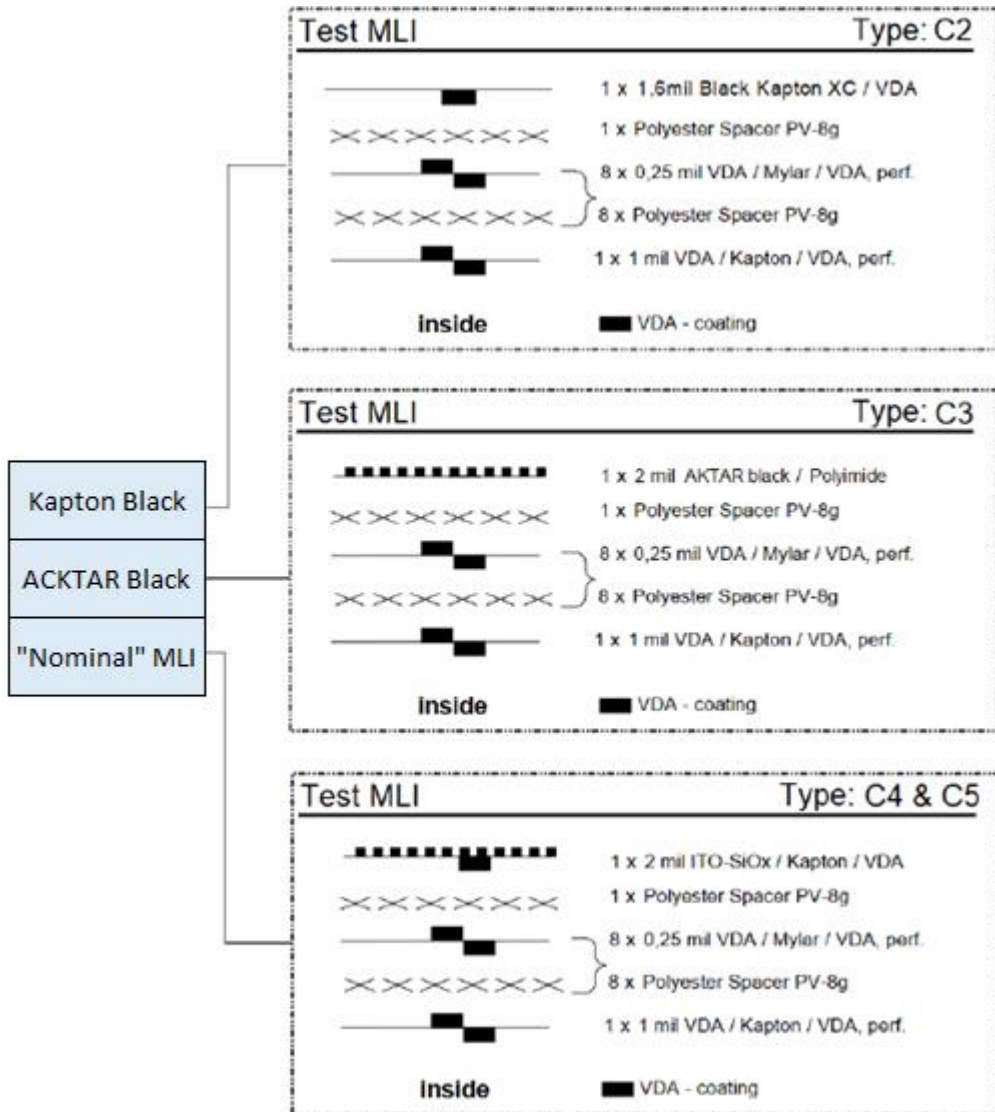 Test MLI Type: C2
1 x 1,6mil Black Kapton XC / VDA
1 x Polyester Spacer PV-8g
8 x 0,25 mil VDA / Mylar / VDA, perf.
8 x Polyester Spacer PV-8g
1 x 1 mil VDA / Kapton / VDA, perf.
inside VDA - coating
Kapton Black
ACKTAR Black
"Nominal" MLI
Test MLI Type: C3
1 x 2 mil AKTAR black / Polyimide
1 x Polyester Spacer PV-8g
8 x 0,25 mil VDA / Mylar / VDA, perf.
8 x Polyester Spacer PV-8g
1 x 1 mil VDA / Kapton / VDA, perf.
inside VDA - coating
Test MLI Type: C4 & C5
1 x 2 mil ITO-SiOx / Kapton / VDA
1 x Polyester Spacer PV-8g
8 x 0,25 mil VDA / Mylar / VDA, perf.
8 x Polyester Spacer PV-8g
1 x 1 mil VDA / Kapton / VDA, perf.
inside VDA - coating